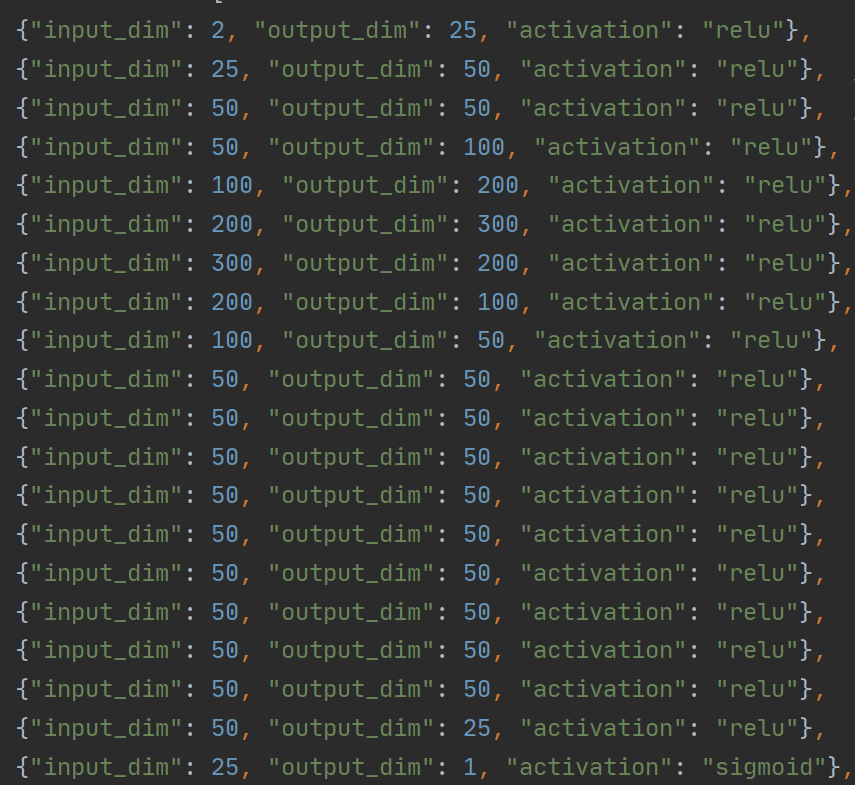 {"input_dim": 2, "output_dim": 25, "activation": "relu"},
{"input_dim": 25, "output_dim": 50, "activation": "relu"},
{"input_dim": 50, "output_dim": 50, "activation": "relu"},
{"input_dim": 50, "output_dim": 100, "activation": "relu"},
{"input_dim": 100, "output_dim": 200, "activation": "relu"},
{"input_dim": 200, "output_dim": 300, "activation": "relu"},
{"input_dim": 300, "output_dim": 200, "activation": "relu"},
{"input_dim": 200, "output_dim": 100, "activation": "relu"},
{"input_dim": 100, "output_dim": 50, "activation": "relu"},
{"input_dim": 50, "output_dim": 50, "activation": "relu"},
{"input_dim": 50, "output_dim": 50, "activation": "relu"},
{"input_dim": 50, "output_dim": 50, "activation": "relu"},
{"input_dim": 50, "output_dim": 50, "activation": "relu"},
{"input_dim": 50, "output_dim": 50, "activation": "relu"},
{"input_dim": 50, "output_dim": 50, "activation": "relu"},
{"input_dim": 50, "output_dim": 50, "activation": "relu"},
{"input_dim": 50, "output_dim": 50, "activation": "relu"},
{"input_dim": 50, "output_dim": 50, "activation": "relu"},
{"input_dim": 50, "output_dim": 25, "activation": "relu"},
{"input_dim": 25, "output_dim": 1, "activation": "sigmoid"},